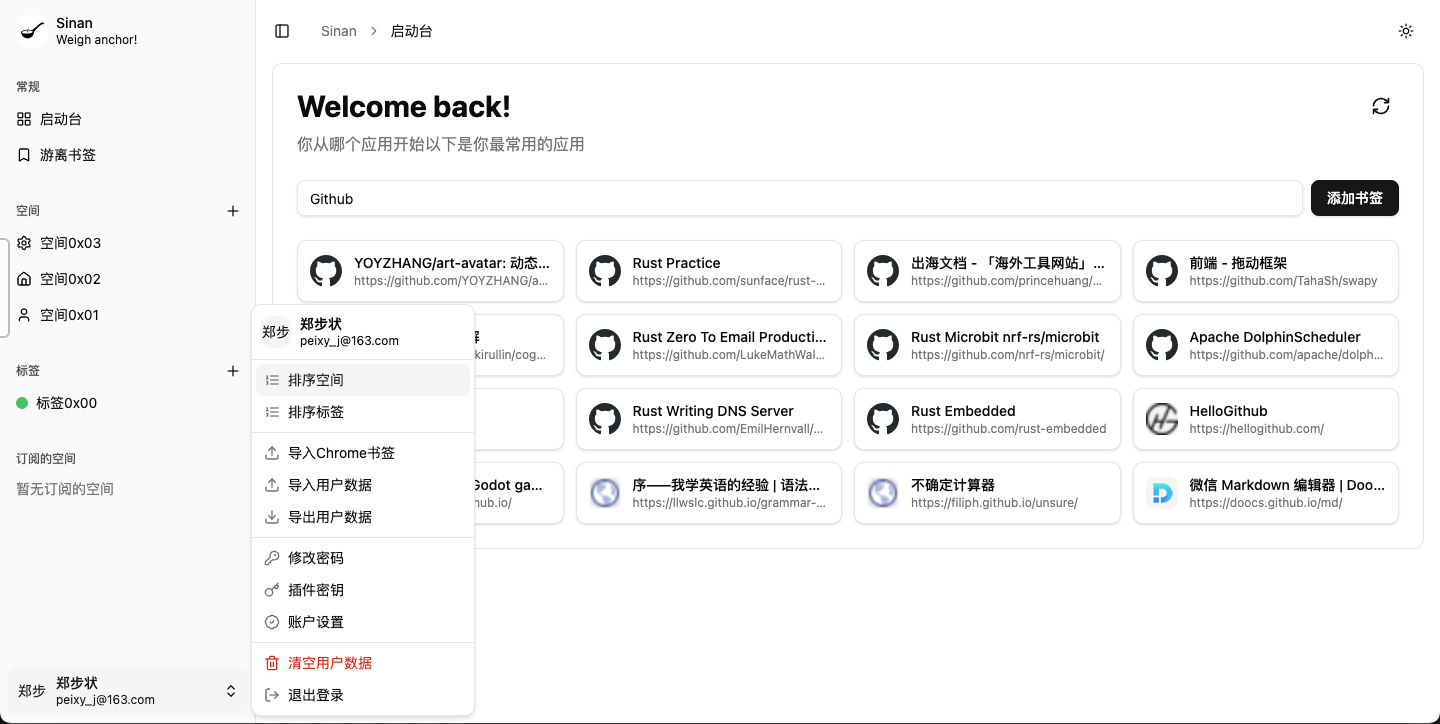 Sinan
Weigh anchor!
常规
启动台
游离书签
空间
空间0x03
空间0x02
空间0x01
标签
标签0x00
订阅的空间
暂无订阅的空间
郑步
郑步状
peixy_j@163.com
Sinan
启动台
Welcome back!
你从哪个应用开始以下是你最常用的应用
Github
添加书签
YOYZHANG/art-avatar: 动态...
https://github.com/YOYZHANG/a...
Rust Practice
https://github.com/sunface/rust-...
出海文档 - 「海外工具网站」...
https://github.com/princehuang/...
前端 - 拖动框架
https://github.com/TahaSh/swapy
kirullin/cog...
Rust Zero To Email Producti...
https://github.com/LukeMathWal...
Rust Microbit nrf-rs/microbit
https://github.com/nrf-rs/microbit/
Apache DolphinScheduler
https://github.com/apache/dolph...
Rust Writing DNS Server
https://github.com/EmilHernvall/...
Rust Embedded
https://github.com/rust-embedded
HelloGithub
https://hellogithub.com/
Godot ga...
hub.io/
序——我学英语的经验 | 语法...
https://llwslc.github.io/grammar-...
不确定计算器
https://filiph.github.io/unsure/
微信 Markdown 编辑器 | Doo...
https://doocs.github.io/md/
郑步
郑步状
peixy_j@163.com
排序空间
排序标签
导入Chrome书签
导入用户数据
导出用户数据
修改密码
插件密钥
账户设置
清空用户数据
退出登录